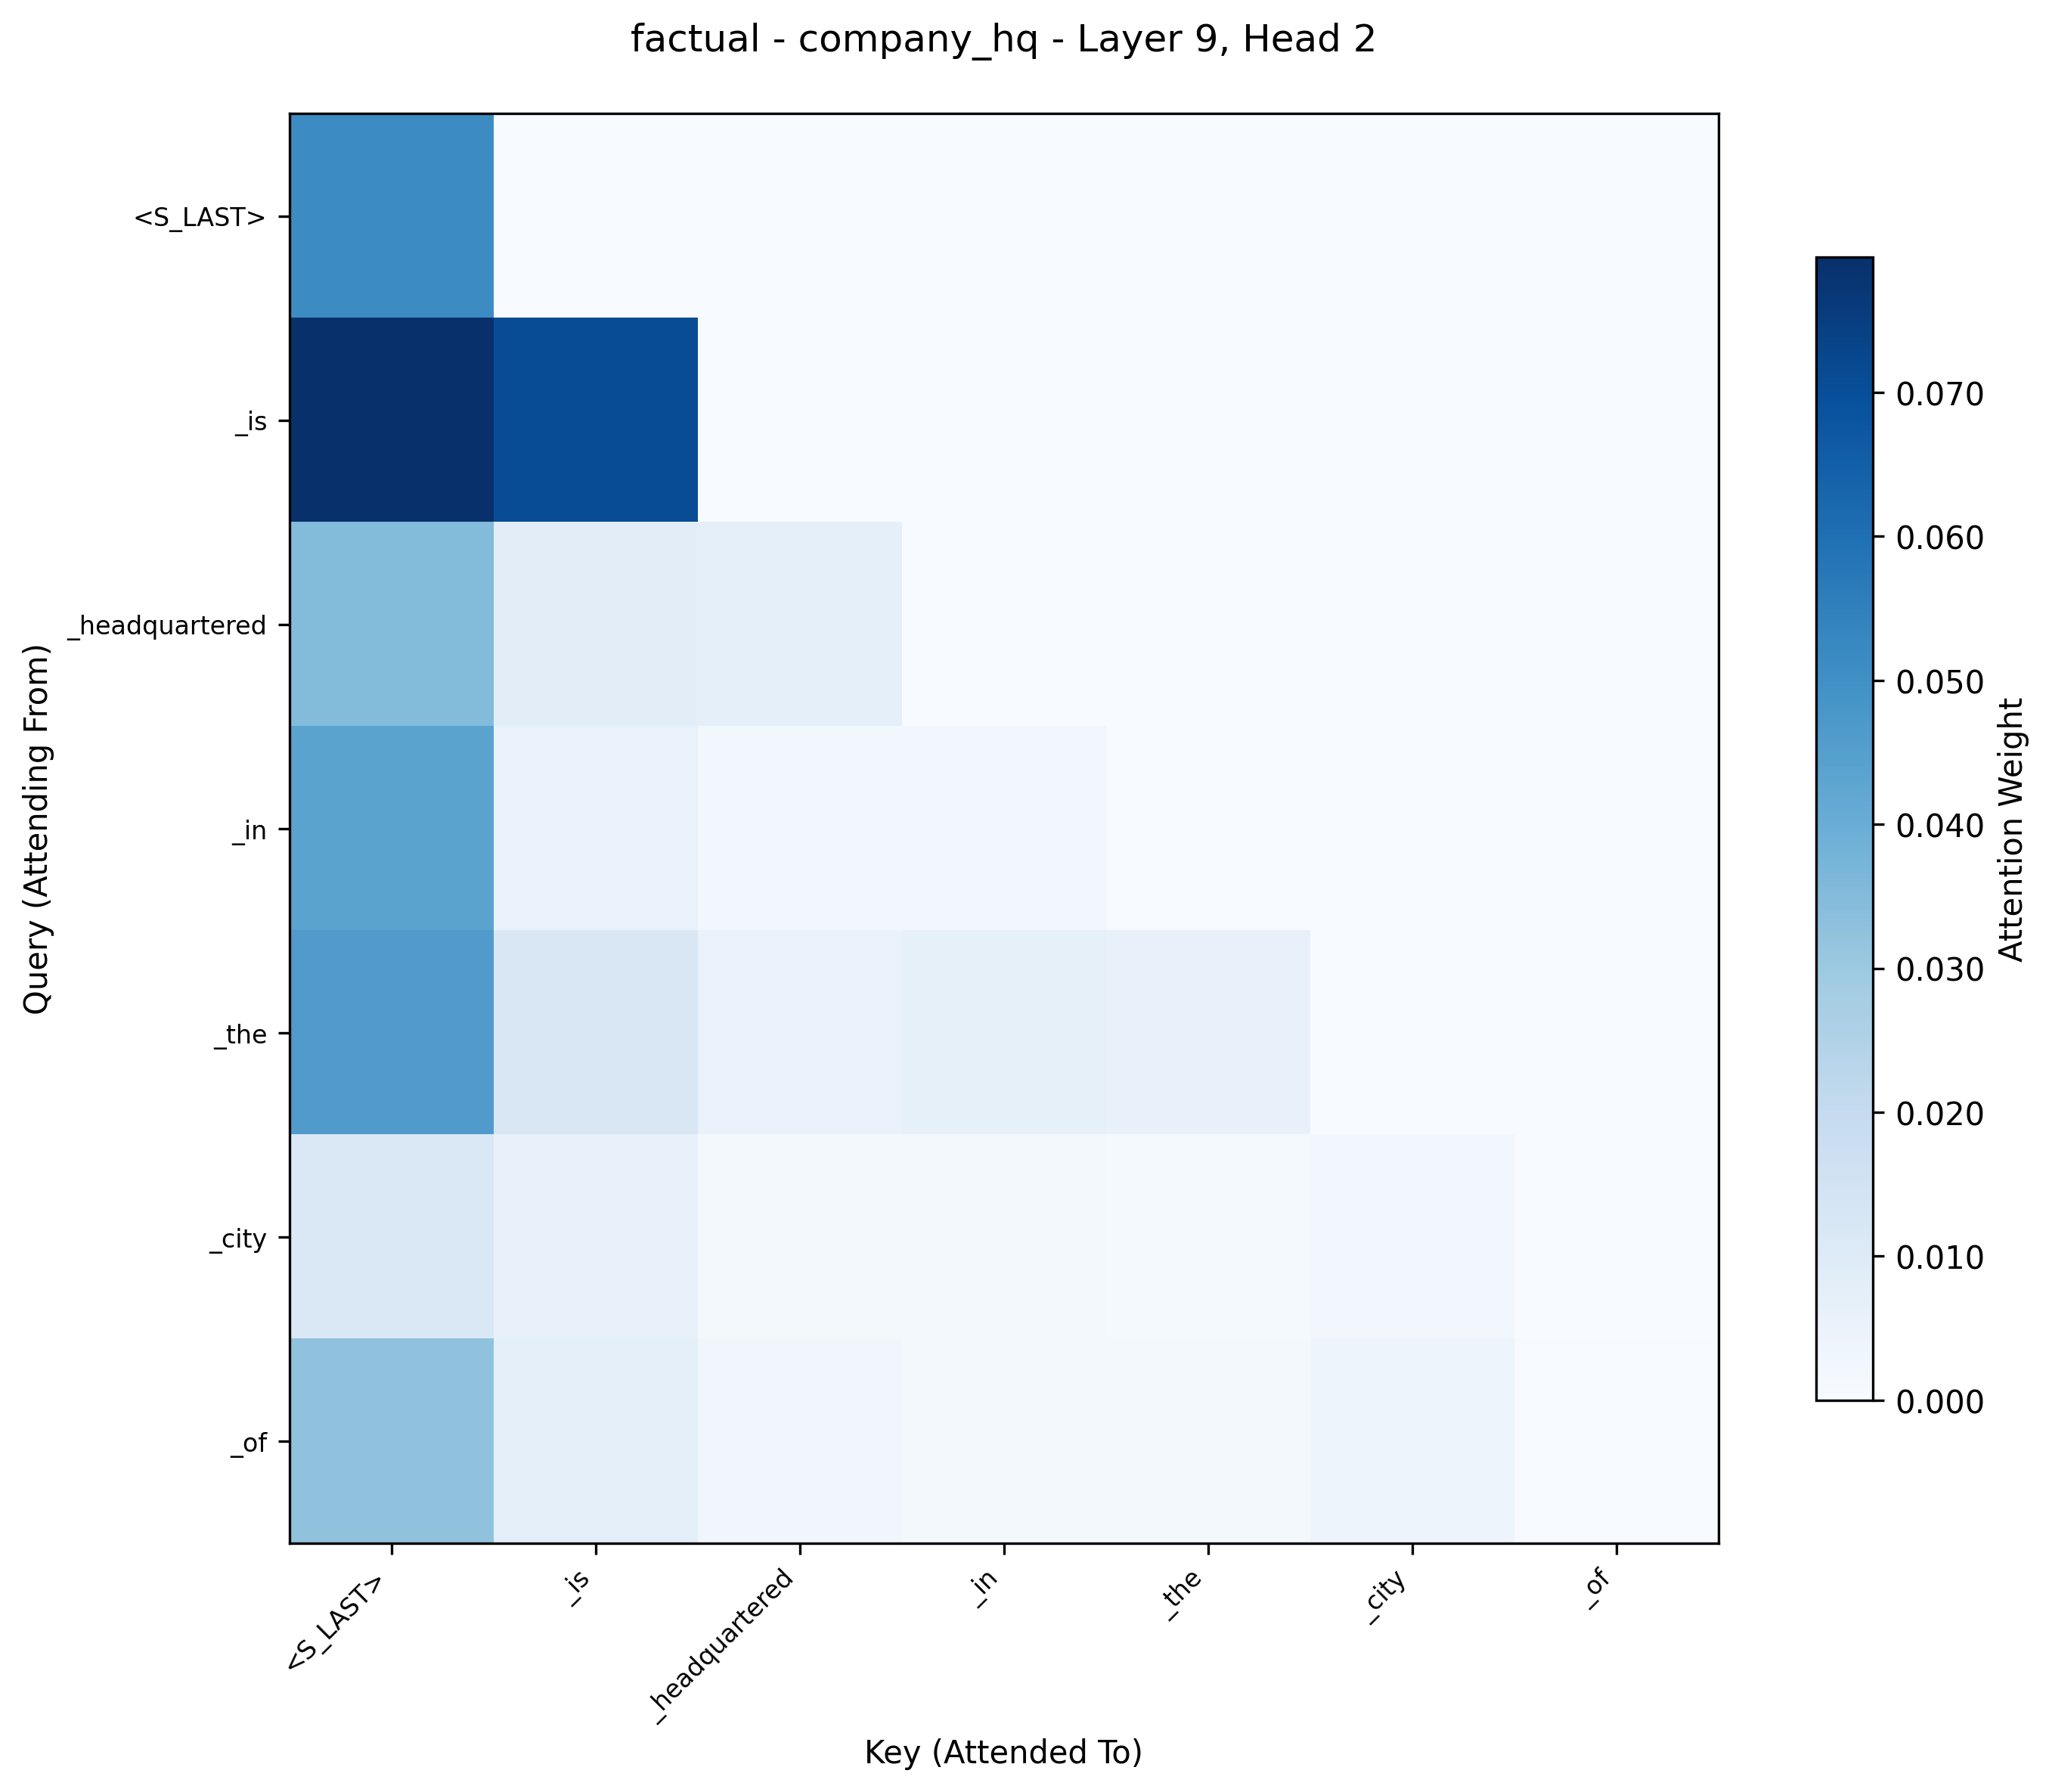 factual - company_hq - Layer 9, Head 2
Query (Attending From)
<S_LAST>
_is
_headquartered
_in
_the
_city
_of
<S_LAST>
_is
_headquartered
_in
_the
_city
_of
Key (Attended To)
0.070
0.060
0.050
0.040
0.030
0.020
0.010
0.000
Attention Weight